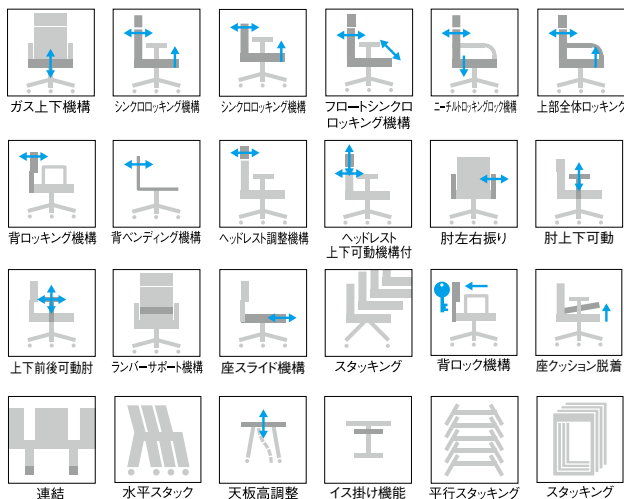 ガス上下機構
シンクロロッキング機構
シンクロロッキング機構
フロートシンクロ
ロッキング機構
ニーチルトロッキングロック機構
上部全体ロッキング
背ロッキング機構
背ベンディング機構
ヘッドレスト調整機構
ヘッドレスト
上下可動機構付
肘左右振り
肘上下可動
上下前後可動肘
ランバーサポート機構
座スライド機構
スタッキング
背ロック機構
座クッション脱着
連結
水平スタック
天板高調整
イス掛け機能
平行スタッキング
スタッキング